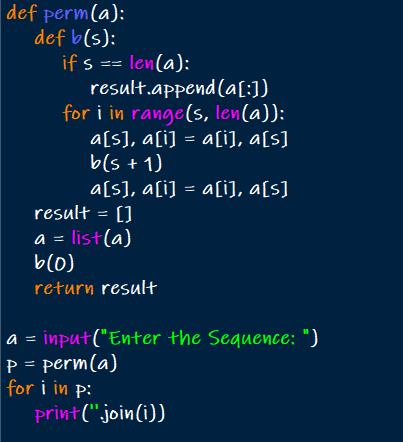 def perm(a):
def b(s):
if s == len(a):
result.append(a[:])
for i in range(s, len(a)):
a[s], a[i] = a[i], a[s]
b(s + 1)
a[s], a[i] = a[i], a[s]
result = []
a = list(a)
b(0)
return result
a = input("Enter the Sequence: ")
p = perm(a)
for i in p:
print(''.join(i))